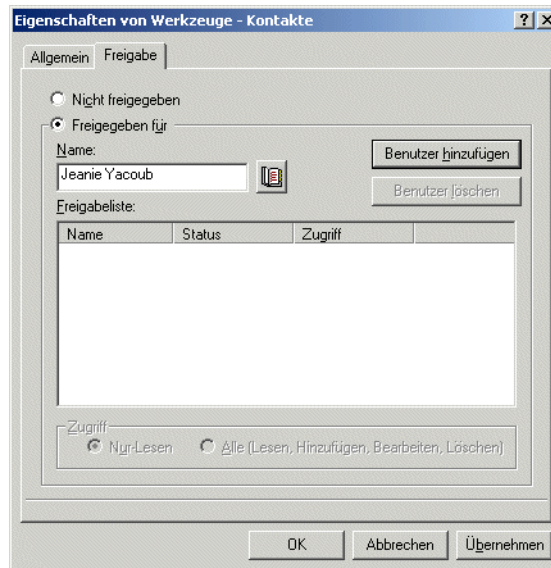 Eigenschaften von Werkzeuge - Kontakte
Allgemein Freigabe
Nicht freigegeben
Freigegeben für
Name:
Jeanie Yacoub
Benutzer hinzufügen
Benutzer löschen
Freigabeliste:
Name Status Zugriff
Zugriff
Nur-Lesen Alle (Lesen, Hinzufügen, Bearbeiten, Löschen)
OK Abbrechen Übernehmen